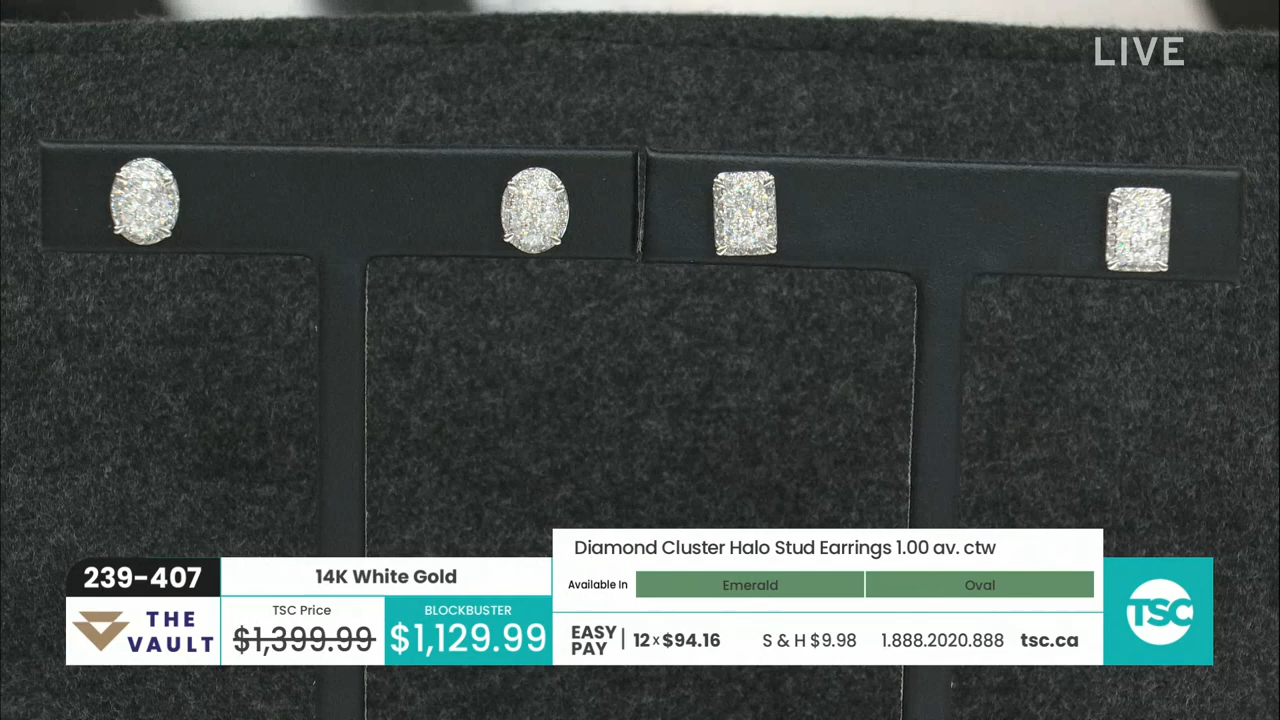 LIVE
239-407
14K White Gold
THE VAULT
TSC Price
$1,399.99
BLOCKBUSTER
$1,129.99
Diamond Cluster Halo Stud Earrings 1.00 av. ctw
Available In
Emerald
Oval
EASY PAY
12x$94.16
S & H $9.98
1.888.2020.888
tsc.ca
TSC